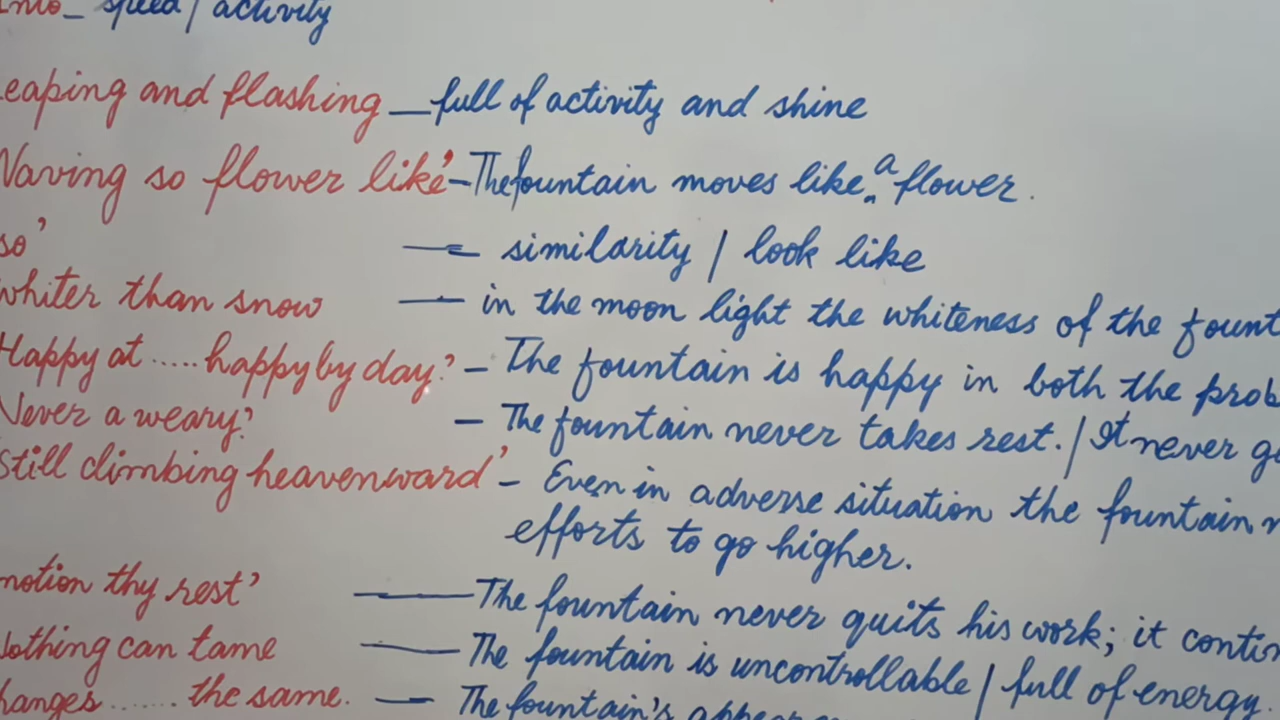 into_ speed / activity
eaping and flashing — full of activity and shine
Waving so flower like' - The fountain moves like a flower.
so' — similarity / look like
whiter than snow — in the moon light the whiteness of the fount
Happy at ..... happy by day?' - The fountain is happy in both the prob
Never a weary?' - The fountain never takes rest. / It never ge
Still climbing heavenward' - Even in adverse situation the fountain m
efforts to go higher.
motion thy rest' — The fountain never quits his work; it contin
Nothing can tame — The fountain is uncontrollable / full of energy.
hanges ...... the same. — The fountain's appear